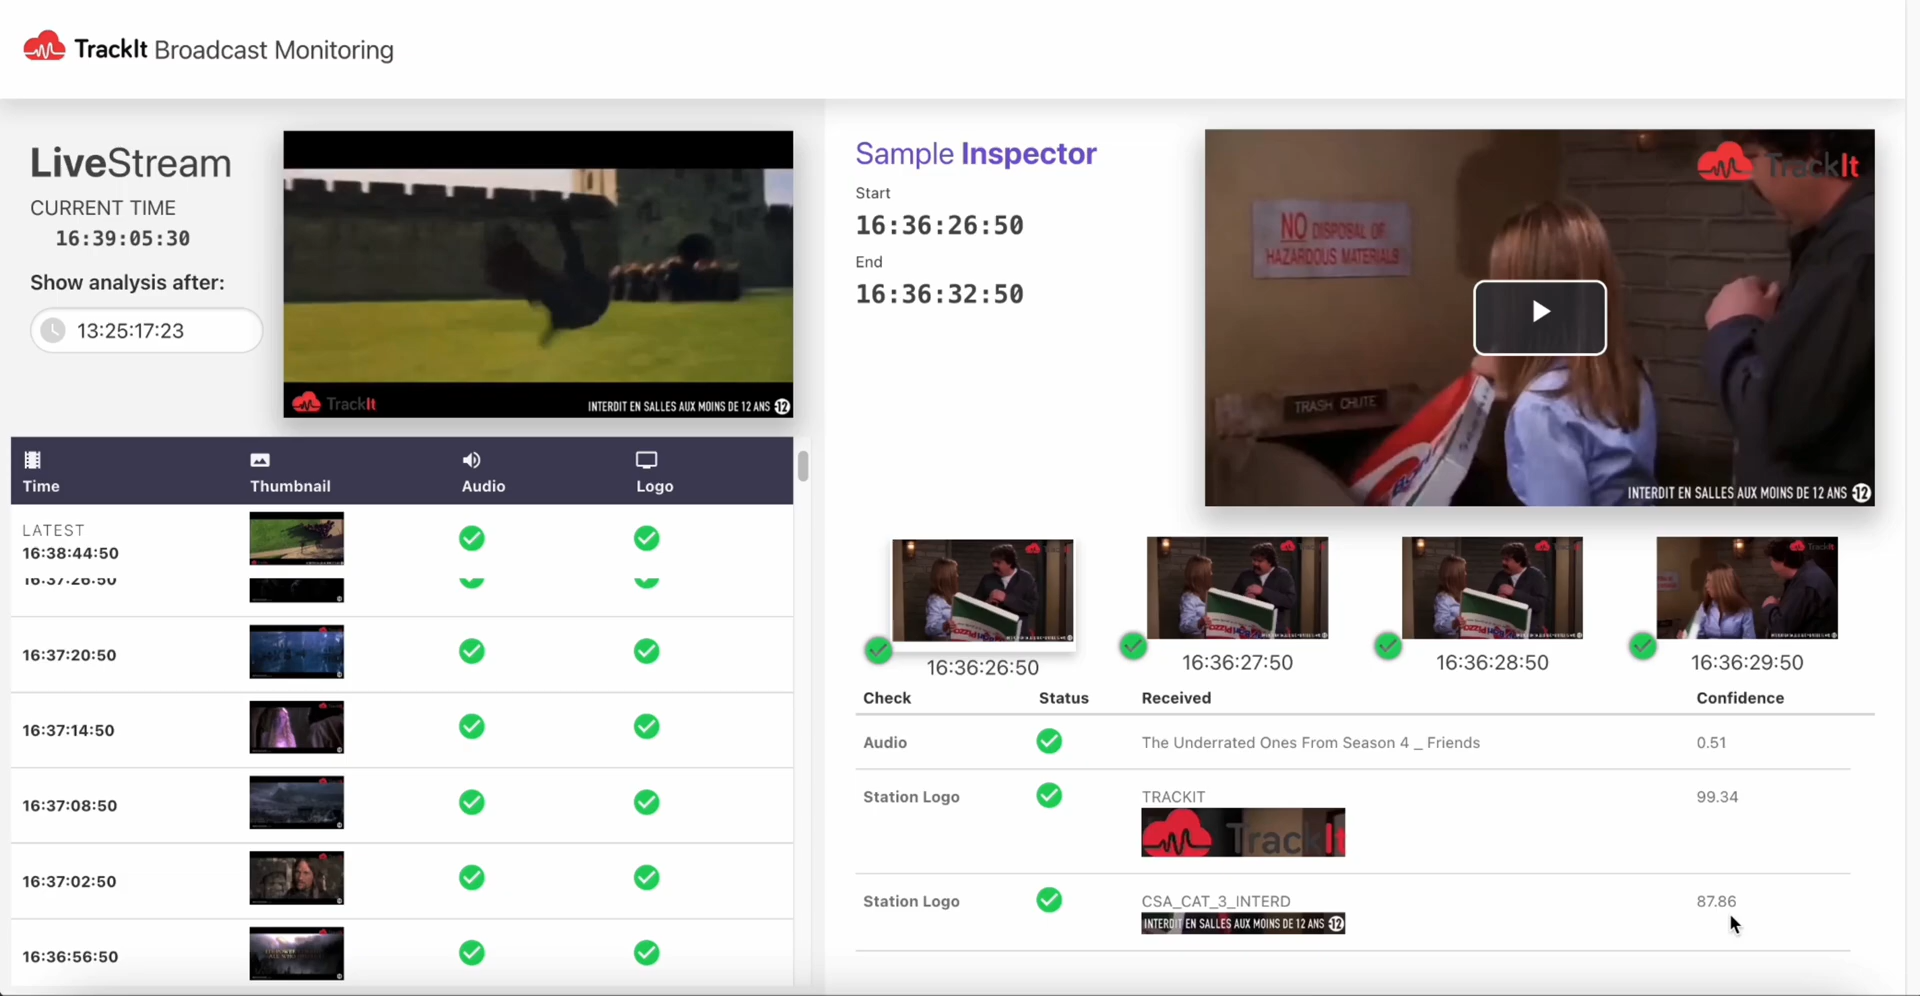 TrackIt Broadcast Monitoring
LiveStream
CURRENT TIME
16:39:05:30
Show analysis after:
13:25:17:23
TrackIt
INTERDIT EN SALLES AUX MOINS DE 12 ANS -12
Time
Thumbnail
Audio
Logo
LATEST
16:38:44:50
16:37:26:50
16:37:20:50
16:37:14:50
16:37:08:50
16:37:02:50
16:36:56:50
Sample Inspector
Start
16:36:26:50
End
16:36:32:50
TrackIt
NO DISPOSAL OF
HAZARDOUS MATERIALS
TRASH CHUTE
INTERDIT EN SALLES AUX MOINS DE 12 ANS -12
16:36:26:50
16:36:27:50
16:36:28:50
16:36:29:50
Check Status Received Confidence
Audio The Underrated Ones From Season 4 _ Friends 0.51
Station Logo TRACKIT 99.34
TrackIt
Station Logo CSA_CAT_3_INTERD 87.86
INTERDIT EN SALLES AUX MOINS DE 12 ANS -12